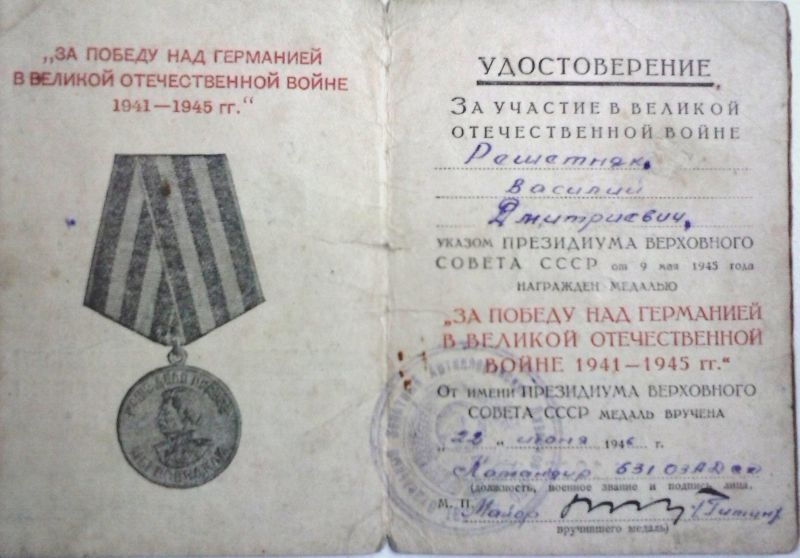 „ЗА ПОБЕДУ НАД ГЕРМАНИЕЙ
В ВЕЛИКОЙ ОТЕЧЕСТВЕННОЙ ВОЙНЕ
1941—1945 гг.“
УДОСТОВЕРЕНИЕ
ЗА УЧАСТИЕ В ВЕЛИКОЙ
ОТЕЧЕСТВЕННОЙ ВОЙНЕ
Решетняк,
Василий
Дмитриевич,
УКАЗОМ ПРЕЗИДИУМА ВЕРХОВНОГО
СОВЕТА СССР от 9 мая 1945 года
НАГРАЖДЕН МЕДАЛЬЮ
„ЗА ПОБЕДУ НАД ГЕРМАНИЕЙ
В ВЕЛИКОЙ ОТЕЧЕСТВЕННОЙ
ВОЙНЕ 1941—1945 гг.“
ОТ ИМЕНИ ПРЕЗИДИУМА ВЕРХОВНОГО
СОВЕТА СССР МЕДАЛЬ ВРУЧЕНА
„22“ июня 1946 г.
Командир 531
(должность, военное звание и подпись лица,
М. П. Майор
вручившего медаль)